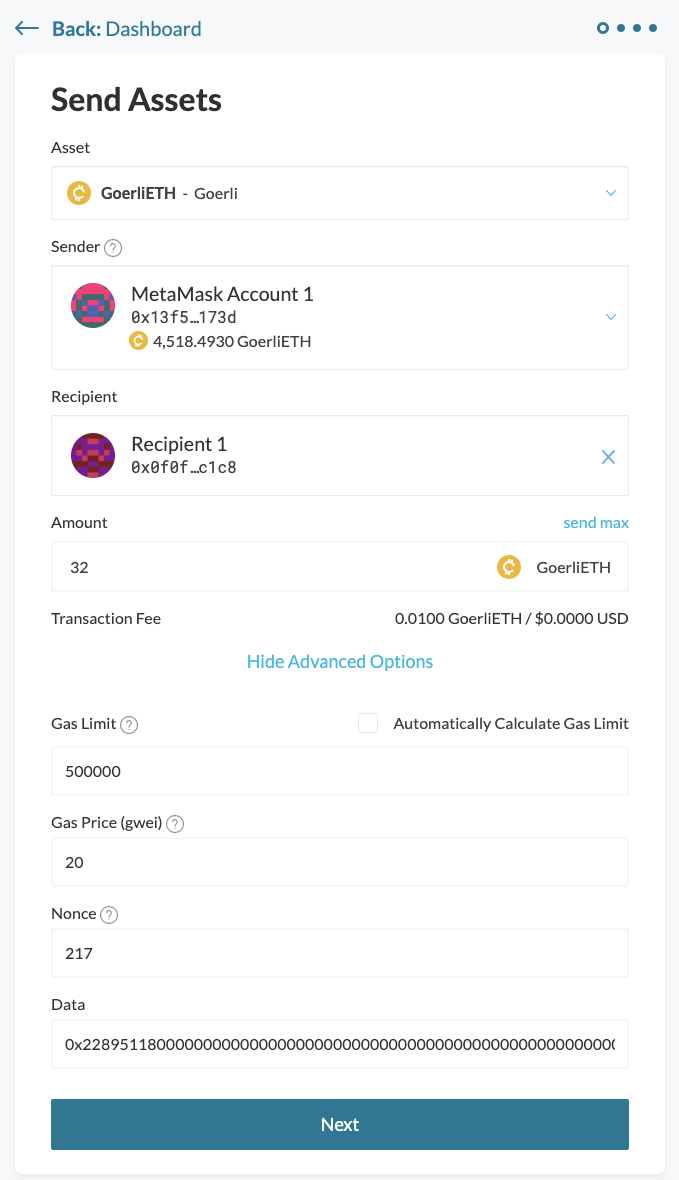 Back: Dashboard
Send Assets
Asset
GoerliETH - Goerli
Sender ?
MetaMask Account 1
0x13f5…173d
4,518.4930 GoerliETH
Recipient
Recipient 1
0x0f0f…c1c8
Amount send max
32 GoerliETH
Transaction Fee 0.0100 GoerliETH / $0.0000 USD
Hide Advanced Options
Gas Limit ? Automatically Calculate Gas Limit
500000
Gas Price (gwei) ?
20
Nonce ?
217
Data
Next